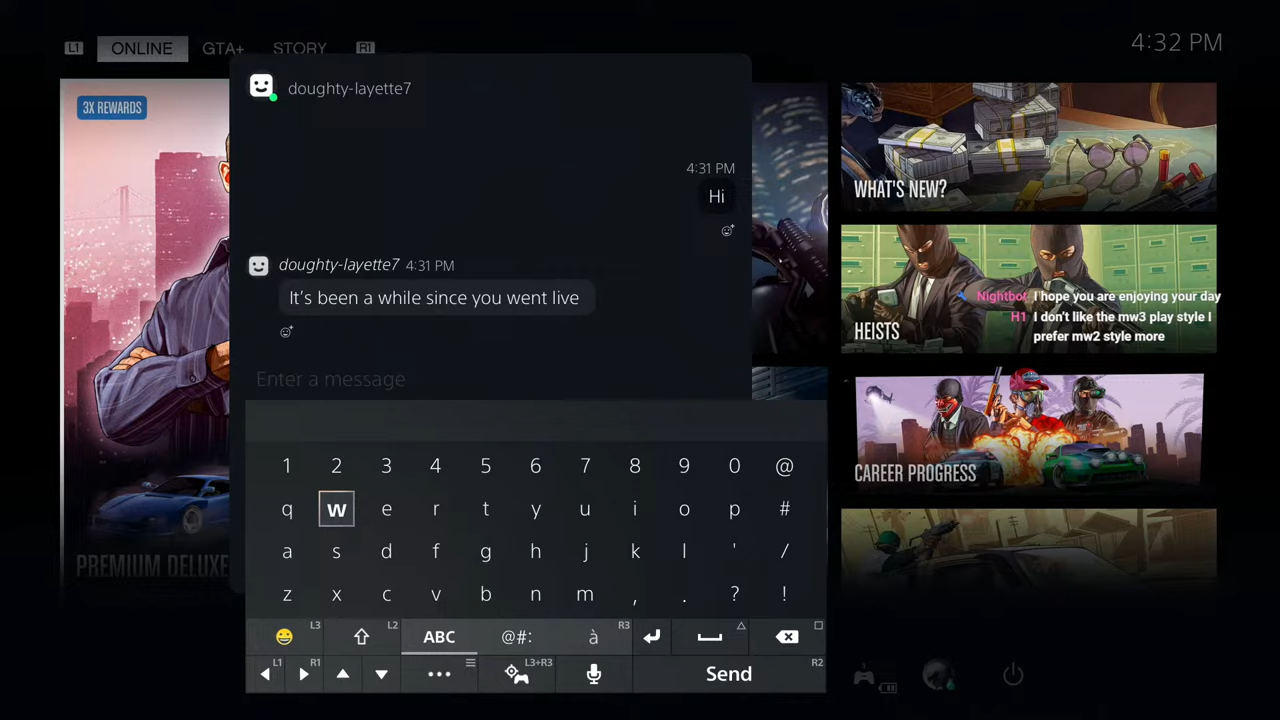 L1 ONLINE GTA+ STORY R1
4:32 PM
3X REWARDS
PREMIUM DELUXE
doughty-layette7
4:31 PM
Hi
doughty-layette7 4:31 PM
It's been a while since you went live
Enter a message
1 2 3 4 5 6 7 8 9 0 @
q w e r t y u i o p #
a s d f g h j k l ' /
z x c v b n m , . ? !
L3 L2 ABC @#: à R3
L1 R1 ••• L3+R3 Send R2
WHAT'S NEW?
HEISTS
Nightbot I hope you are enjoying your day
H1 I don't like the mw3 play style I
prefer mw2 style more
CAREER PROGRESS